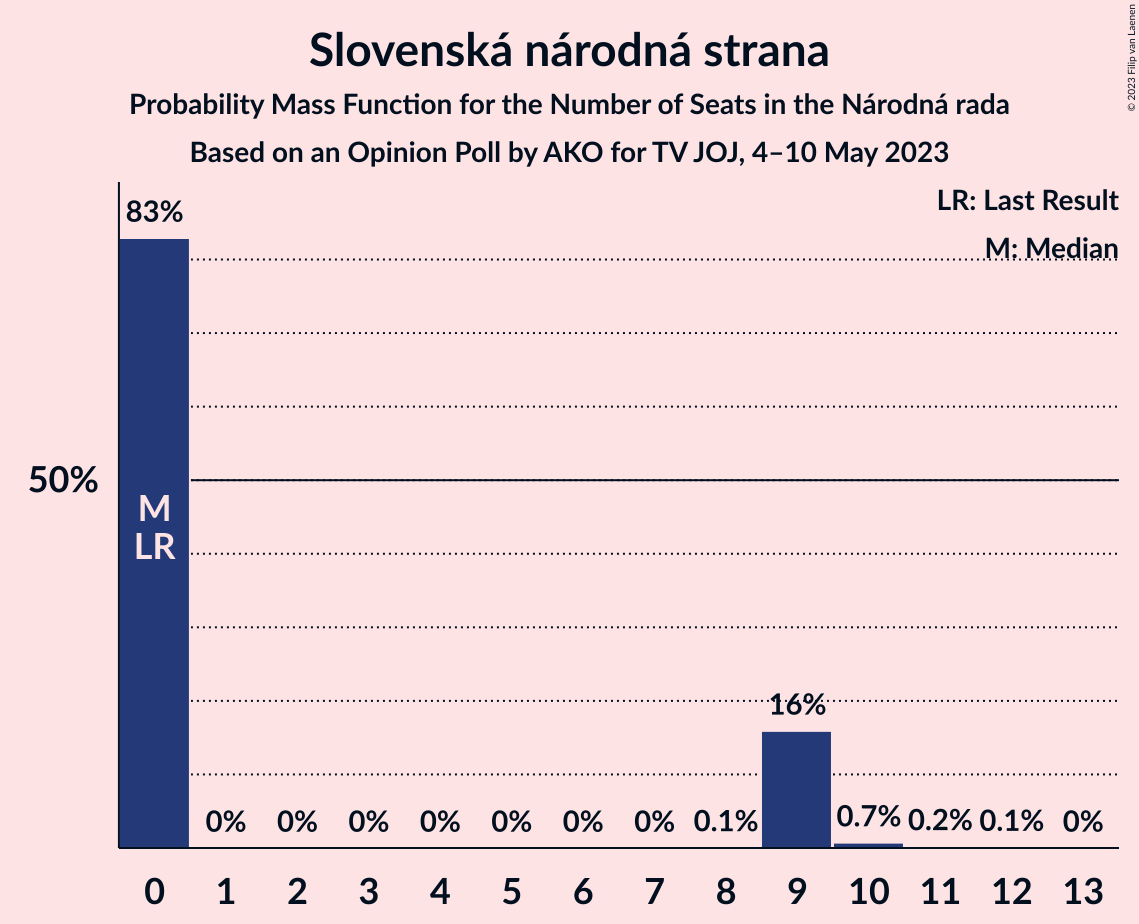 Slovenská národná strana
Probability Mass Function for the Number of Seats in the Národná rada
Based on an Opinion Poll by AKO for TV JOJ, 4–10 May 2023
© 2023 Filip van Laenen
LR: Last Result
M: Median
83%
50%
M
LR
16%
0% 0% 0% 0% 0% 0% 0% 0.1% 0.7% 0.2% 0.1% 0%
0 1 2 3 4 5 6 7 8 9 10 11 12 13